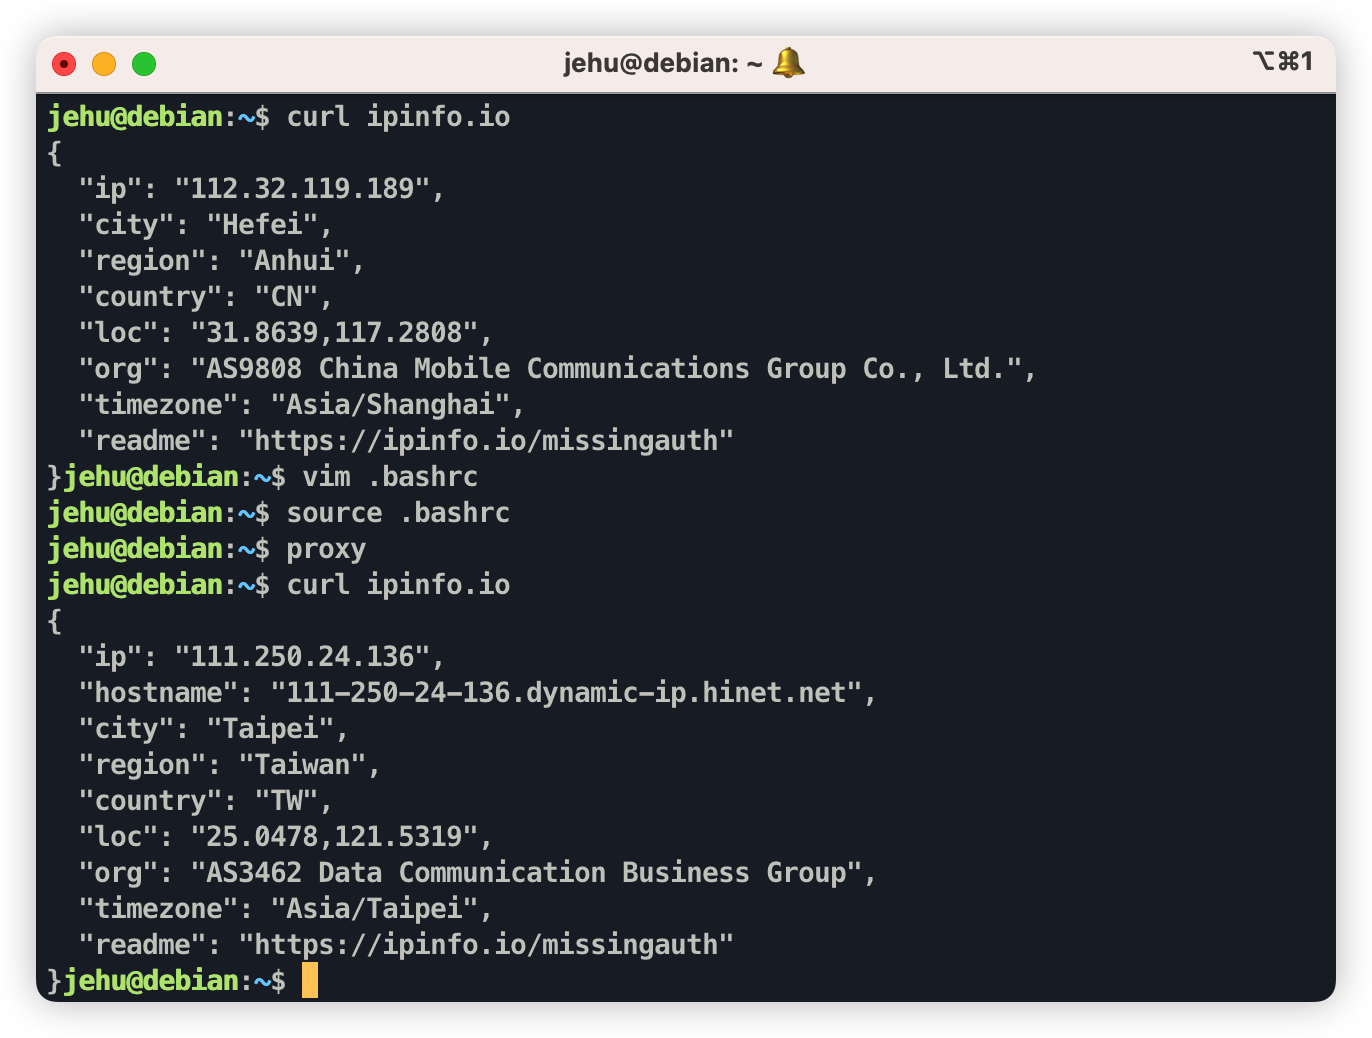 jehu@debian: ~ 🔔
⌥⌘1
jehu@debian:~$ curl ipinfo.io
{
  "ip": "112.32.119.189",
  "city": "Hefei",
  "region": "Anhui",
  "country": "CN",
  "loc": "31.8639,117.2808",
  "org": "AS9808 China Mobile Communications Group Co., Ltd.",
  "timezone": "Asia/Shanghai",
  "readme": "https://ipinfo.io/missingauth"
}jehu@debian:~$ vim .bashrc
jehu@debian:~$ source .bashrc
jehu@debian:~$ proxy
jehu@debian:~$ curl ipinfo.io
{
  "ip": "111.250.24.136",
  "hostname": "111-250-24-136.dynamic-ip.hinet.net",
  "city": "Taipei",
  "region": "Taiwan",
  "country": "TW",
  "loc": "25.0478,121.5319",
  "org": "AS3462 Data Communication Business Group",
  "timezone": "Asia/Taipei",
  "readme": "https://ipinfo.io/missingauth"
}jehu@debian:~$